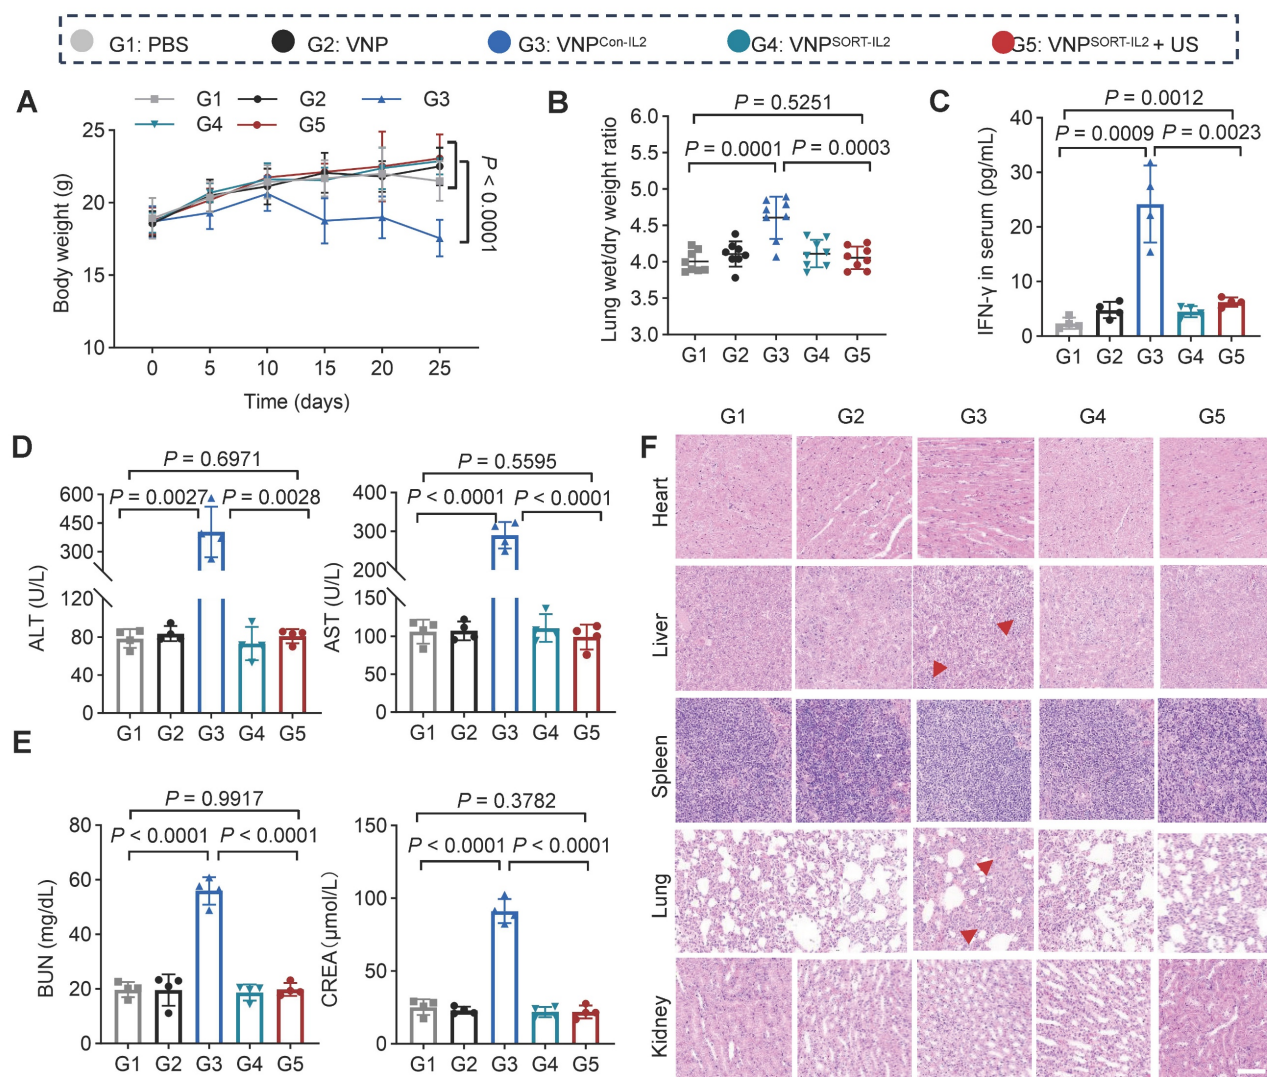 G1: PBS
G2: VNP
G3: VNPCon-IL2
G4: VNPSORT-IL2
G5: VNPSORT-IL2 + US
A
G1
G2
G3
G4
G5
25
20
15
10
Body weight (g)
P < 0.0001
0 5 10 15 20 25
Time (days)
B
P = 0.5251
P = 0.0001
P = 0.0003
6.0
5.5
5.0
4.5
4.0
3.5
3.0
Lung wet/dry weight ratio
G1 G2 G3 G4 G5
C
P = 0.0012
P = 0.0009
P = 0.0023
40
30
20
10
0
IFN-γ in serum (pg/mL)
G1 G2 G3 G4 G5
D
P = 0.6971
P = 0.0027
P = 0.0028
600
450
300
120
80
40
0
ALT (U/L)
G1 G2 G3 G4 G5
P = 0.5595
P < 0.0001
P < 0.0001
400
300
200
150
100
50
0
AST (U/L)
G1 G2 G3 G4 G5
E
P = 0.9917
P < 0.0001
P < 0.0001
80
60
40
20
0
BUN (mg/dL)
G1 G2 G3 G4 G5
P = 0.3782
P < 0.0001
P < 0.0001
150
100
50
0
CREA (μmol/L)
G1 G2 G3 G4 G5
F
G1 G2 G3 G4 G5
Heart
Liver
Spleen
Lung
Kidney